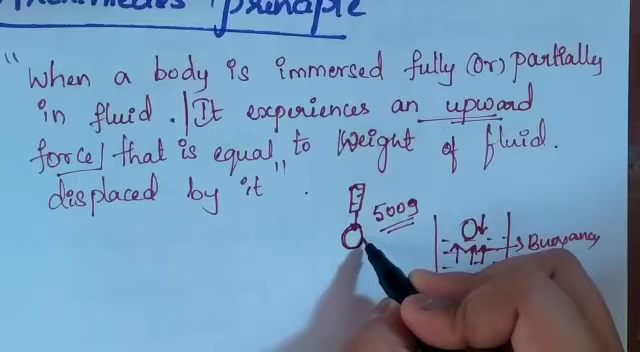 Archimedes' principle
"When a body is immersed fully (or) partially
in fluid. It experiences an upward
force that is equal to Weight of fluid.
displaced by it".
500g
Buoyancy